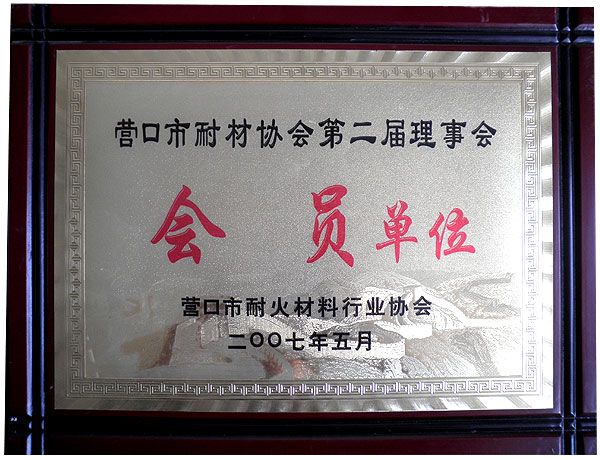 营口市耐材协会第二届理事会
会 员 单位
营口市耐火材料行业协会
二〇〇七年五月